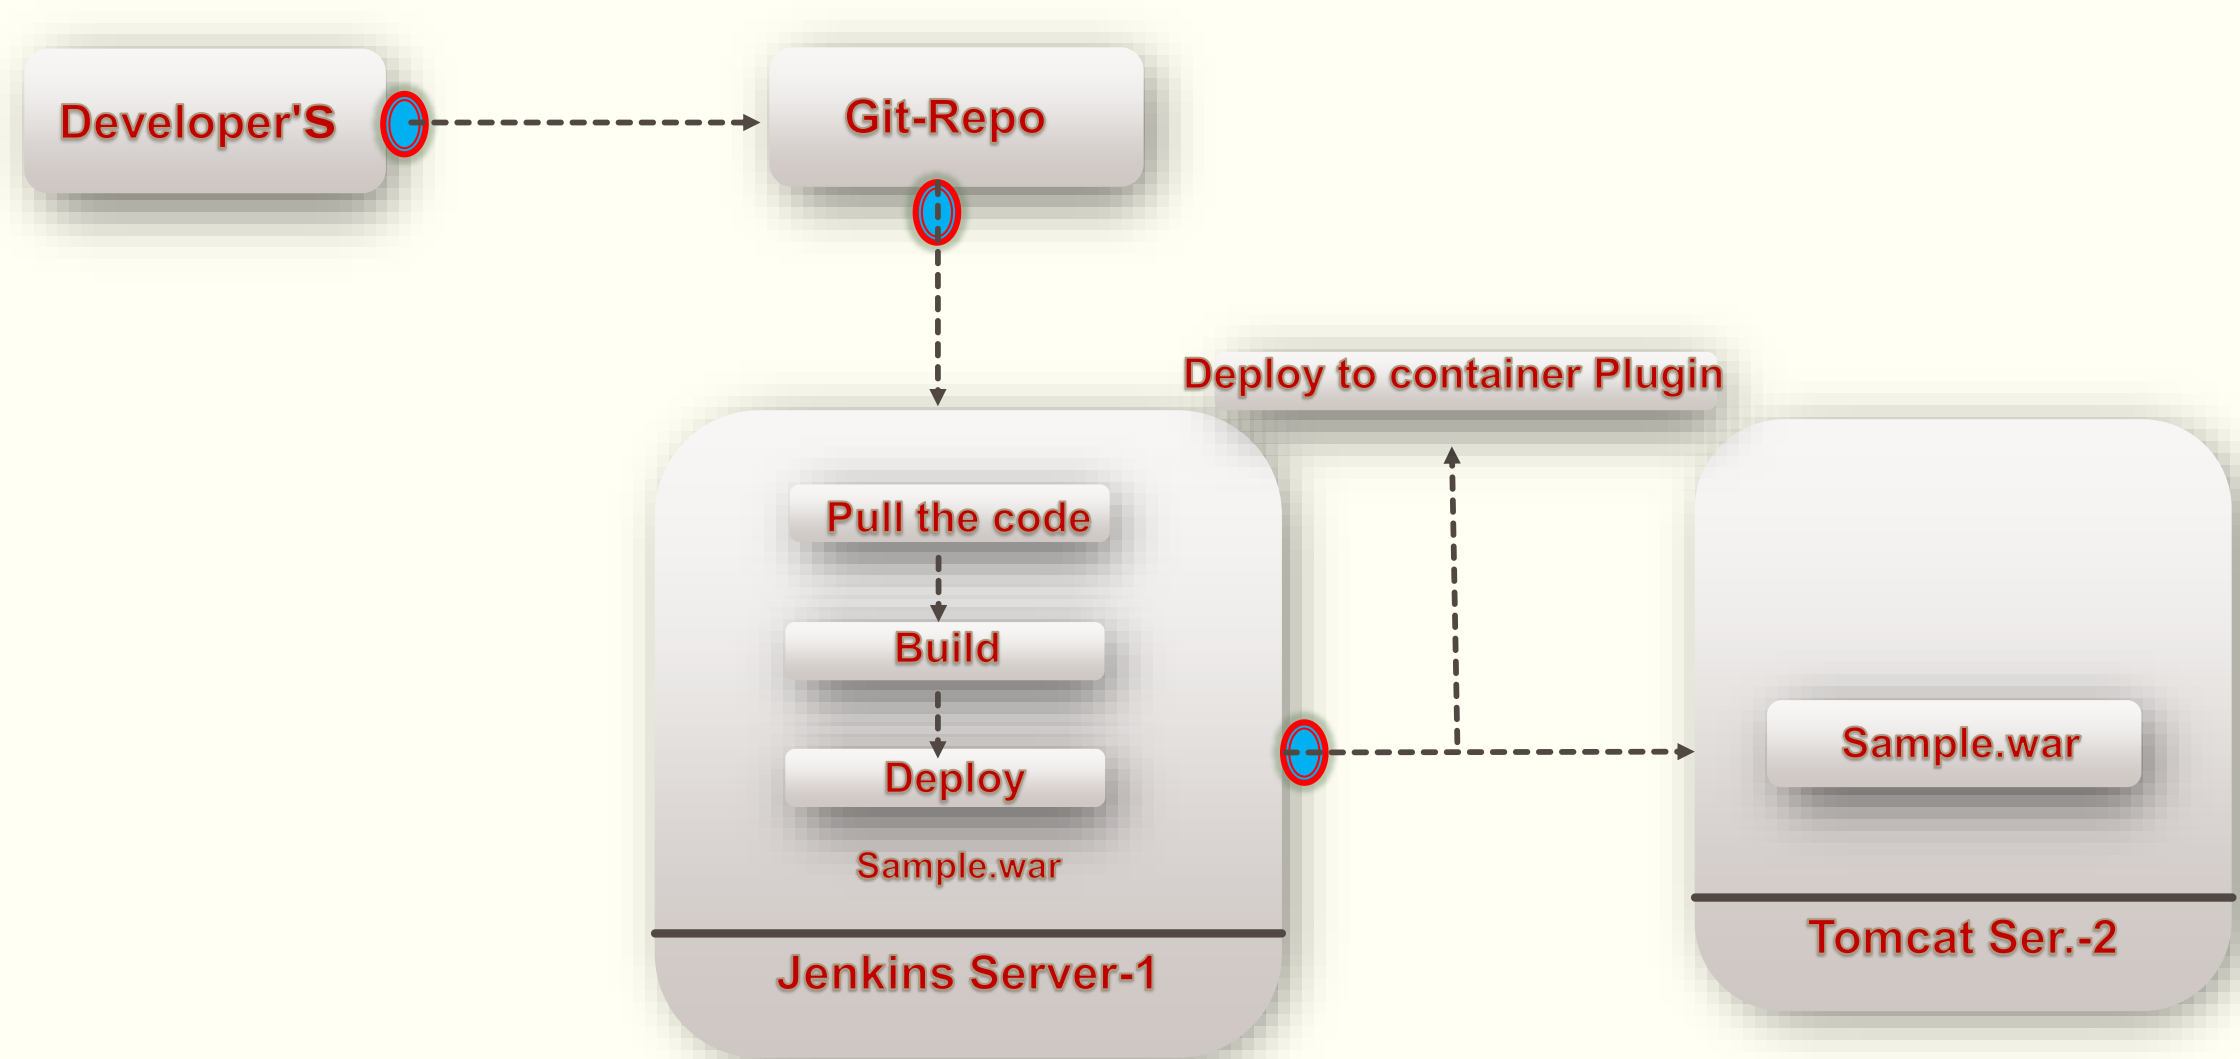 Developer'S
Git-Repo
Deploy to container Plugin
Pull the code
Build
Deploy
Sample.war
Jenkins Server-1
Sample.war
Tomcat Ser.-2